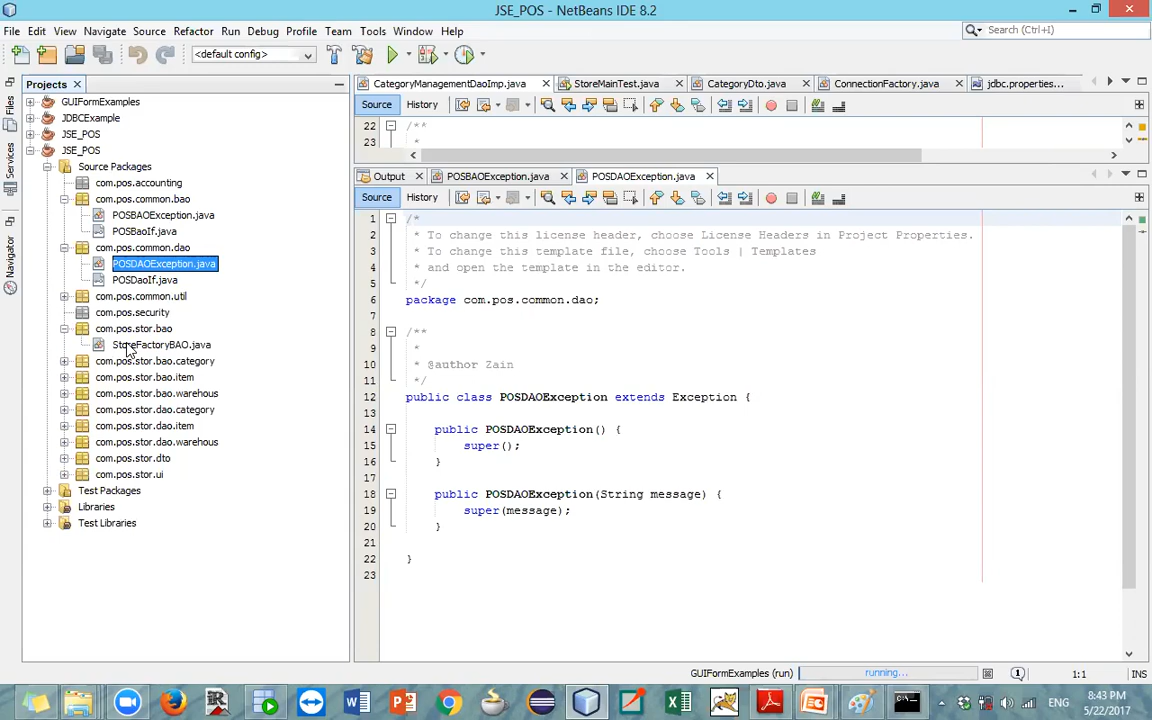 JSE_POS - NetBeans IDE 8.2
File Edit View Navigate Source Refactor Run Debug Profile Team Tools Window Help
Search (Ctrl+I)
<default config>
Projects
CategoryManagementDaoImp.java StoreMainTest.java CategoryDto.java ConnectionFactory.java jdbc.properties...
Source History
22 /**
23 *
Output POSBAOException.java POSDAOException.java
Source History
Files
Services
Navigator
GUIFormExamples
JDBCExample
JSE_POS
JSE_POS
Source Packages
com.pos.accounting
com.pos.common.bao
POSBAOException.java
POSBaoIf.java
com.pos.common.dao
POSDAOException.java
POSDaoIf.java
com.pos.common.util
com.pos.security
com.pos.stor.bao
StoreFactoryBAO.java
com.pos.stor.bao.category
com.pos.stor.bao.item
com.pos.stor.bao.warehous
com.pos.stor.dao.category
com.pos.stor.dao.item
com.pos.stor.dao.warehous
com.pos.stor.dto
com.pos.stor.ui
Test Packages
Libraries
Test Libraries
1 /*
2 * To change this license header, choose License Headers in Project Properties.
3 * To change this template file, choose Tools | Templates
4 * and open the template in the editor.
5 */
6 package com.pos.common.dao;
7
8 /**
9 *
10 * @author Zain
11 */
12 public class POSDAOException extends Exception {
13
14 public POSDAOException() {
15 super();
16 }
17
18 public POSDAOException(String message) {
19 super(message);
20 }
21
22 }
23
GUIFormExamples (run) running... 1 1:1 INS
ENG 8:43 PM
5/22/2017